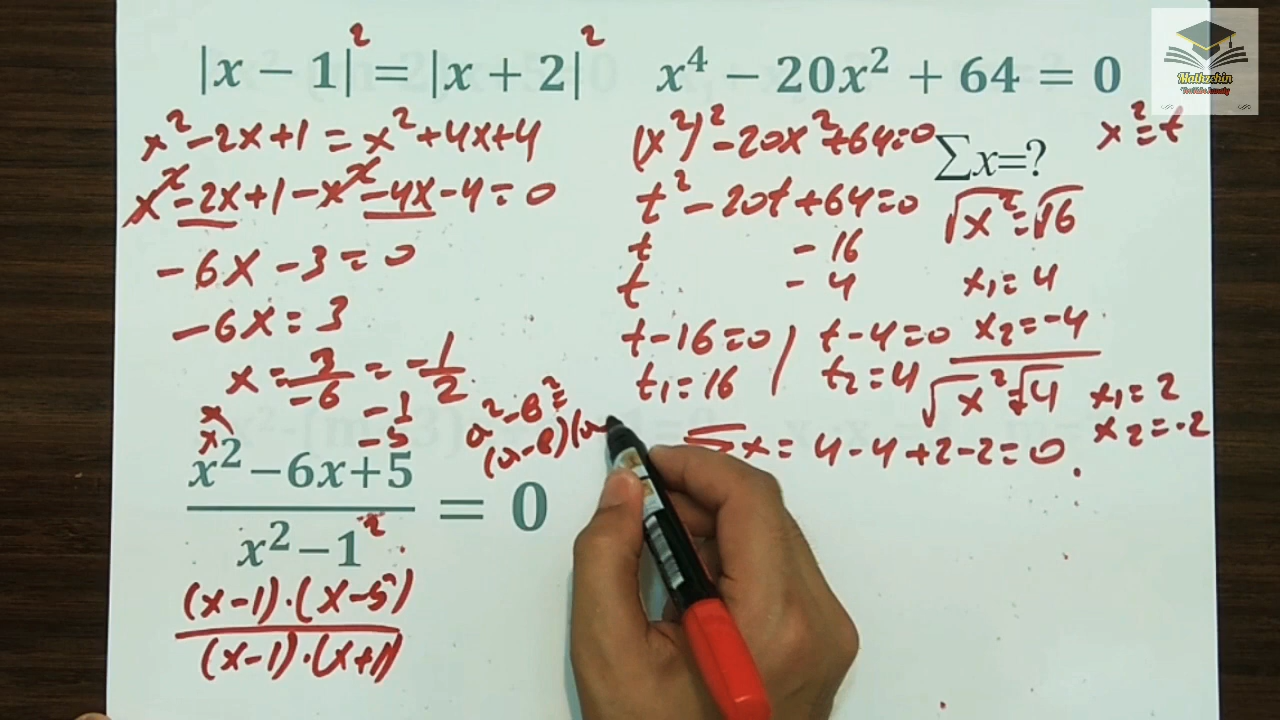 |x − 1|² = |x + 2|²
x² - 2x + 1 = x² + 4x + 4
x² - 2x + 1 - x² - 4x - 4 = 0
- 6x - 3 = 0
- 6x = 3
x = 3/-6 = -1/2
x -1
x -5
x² − 6x + 5 / x² − 1² = 0
(x-1)·(x-5) / (x-1)·(x+1)
a² - b² =
(a-b)(a
x⁴ − 20x² + 64 = 0
x² = t
(x²)² - 20x² + 64 = 0
∑x=?
t² - 20t + 64 = 0
t - 16
t - 4
t - 16 = 0 / t - 4 = 0
t₁ = 16 / t₂ = 4
√x² = √16
x₁ = 4
x₂ = -4
√x² = √4
x₁ = 2
x₂ = -2
∑x = 4 - 4 + 2 - 2 = 0.
Mathzehin